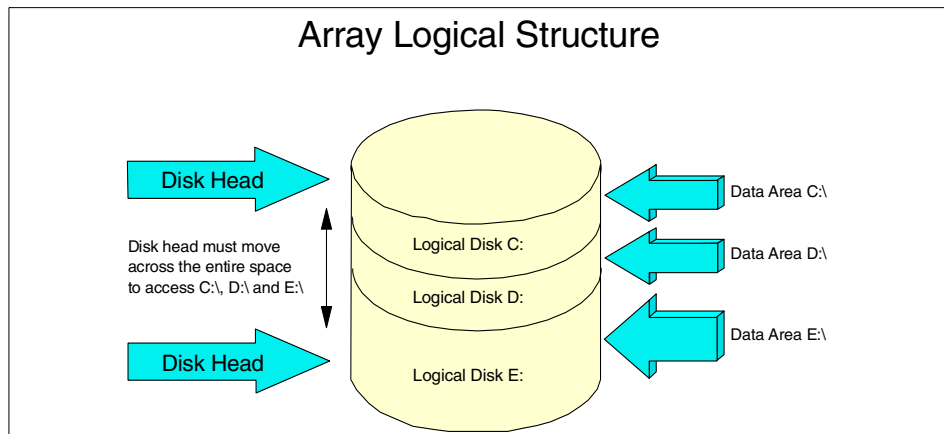 Array Logical Structure
Disk Head
Data Area C:\
Logical Disk C:
Disk head must move
across the entire space
to access C:\, D:\ and E:\
Data Area D:\
Logical Disk D:
Data Area E:\
Disk Head
Logical Disk E: